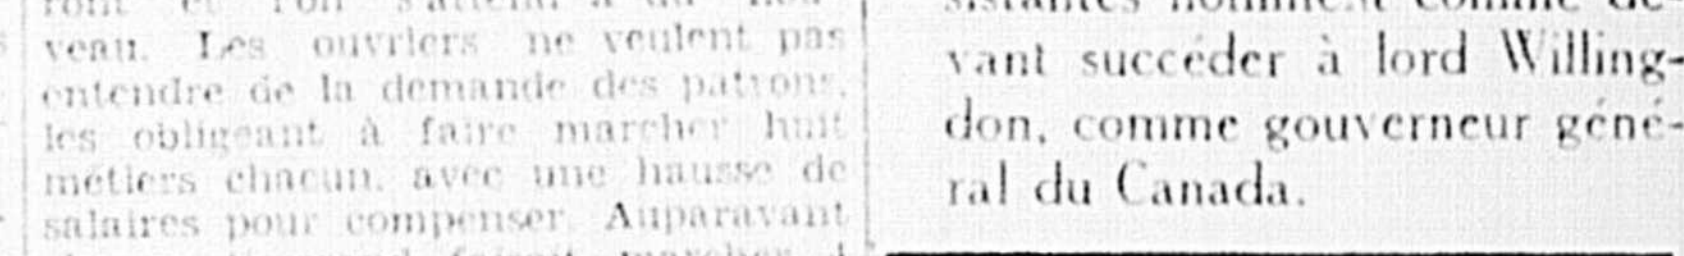 veau. Les ouvriers ne veulent pas
entendre de la demande des patrons,
les obligeant à faire marcher huit
métiers chacun, avec une hausse de
salaires pour compenser. Auparavant
vant succéder à lord Willing-
don, comme gouverneur géné-
ral du Canada.